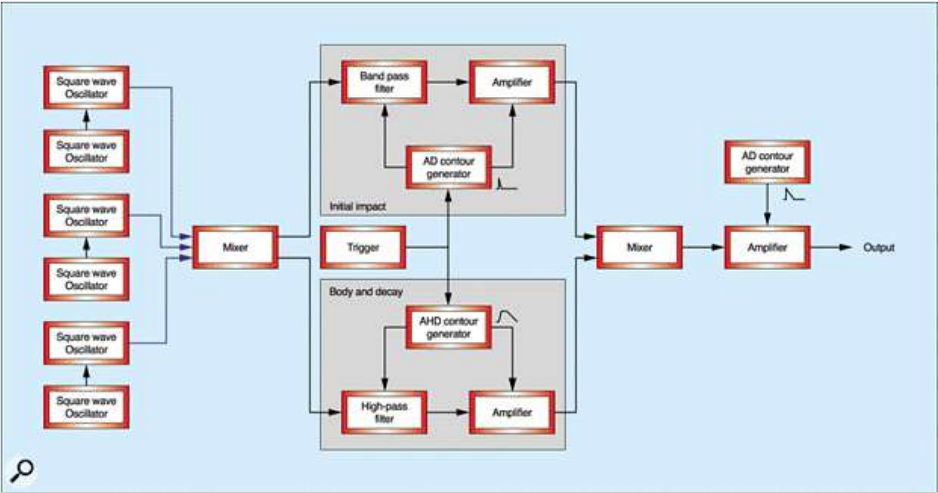 Square wave
Oscillator
Square wave
Oscillator
Square wave
Oscillator
Square wave
Oscillator
Square wave
Oscillator
Square wave
Oscillator
Mixer
Band pass
filter
Amplifier
AD contour
generator
Initial impact
Trigger
Body and decay
AHD contour
generator
High-pass
filter
Amplifier
Mixer
AD contour
generator
Amplifier
Output